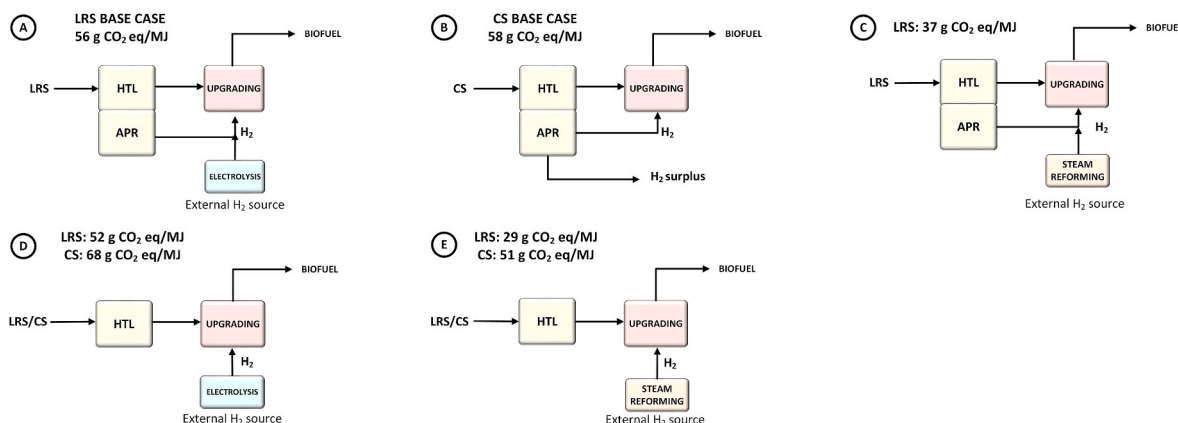 A
LRS BASE CASE
56 g CO₂ eq/MJ
BIOFUEL
LRS
HTL
UPGRADING
APR
H₂
ELECTROLYSIS
External H₂ source
B
CS BASE CASE
58 g CO₂ eq/MJ
BIOFUEL
CS
HTL
UPGRADING
APR
H₂
H₂ surplus
C
LRS: 37 g CO₂ eq/MJ
BIOFUE
LRS
HTL
UPGRADING
APR
H₂
STEAM
REFORMING
External H₂ source
D
LRS: 52 g CO₂ eq/MJ
CS: 68 g CO₂ eq/MJ
BIOFUEL
LRS/CS
HTL
UPGRADING
H₂
ELECTROLYSIS
External H₂ source
E
LRS: 29 g CO₂ eq/MJ
CS: 51 g CO₂ eq/MJ
BIOFUEL
LRS/CS
HTL
UPGRADING
H₂
STEAM
REFORMING
External H₂ source